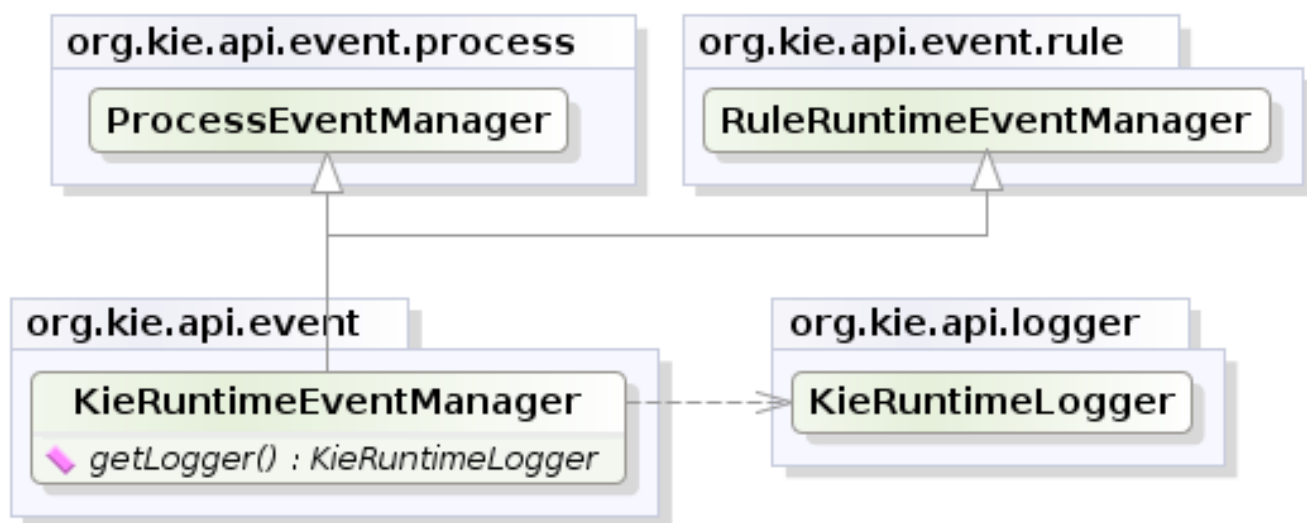 org.kie.api.event.process
ProcessEventManager
org.kie.api.event.rule
RuleRuntimeEventManager
org.kie.api.event
KieRuntimeEventManager
getLogger() : KieRuntimeLogger
org.kie.api.logger
KieRuntimeLogger